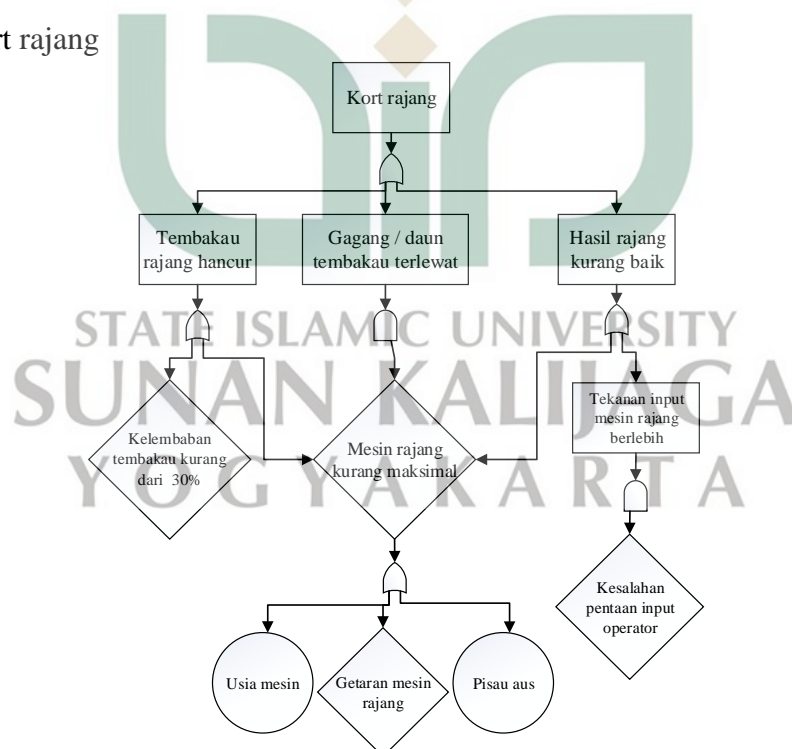 rt rajang
Kort rajang
Tembakau
rajang hancur
Gagang / daun
tembakau terlewat
Hasil rajang
kurang baik
STATE ISLAMIC UNIVERSITY
SUNAN KALIJAGA
YOGYAKARTA
Kelembaban
tembakau kurang
dari 30%
Mesin rajang
kurang maksimal
Tekanan input
mesin rajang
berlebih
Kesalahan
pentaan input
operator
Usia mesin
Getaran mesin
rajang
Pisau aus